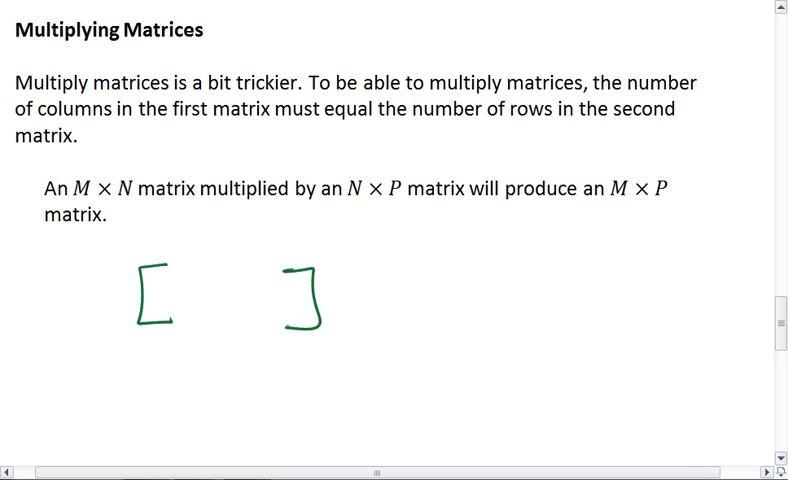 Multiplying Matrices
Multiply matrices is a bit trickier. To be able to multiply matrices, the number
of columns in the first matrix must equal the number of rows in the second
matrix.
An M × N matrix multiplied by an N × P matrix will produce an M × P
matrix.
[ ]